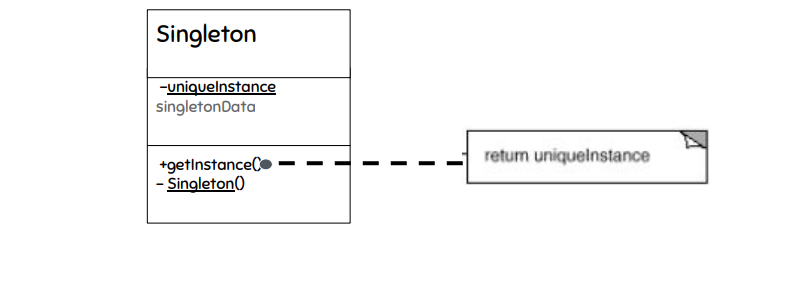 Singleton
-uniqueInstance
singletonData
+getInstance()
- Singleton()
return uniqueInstance